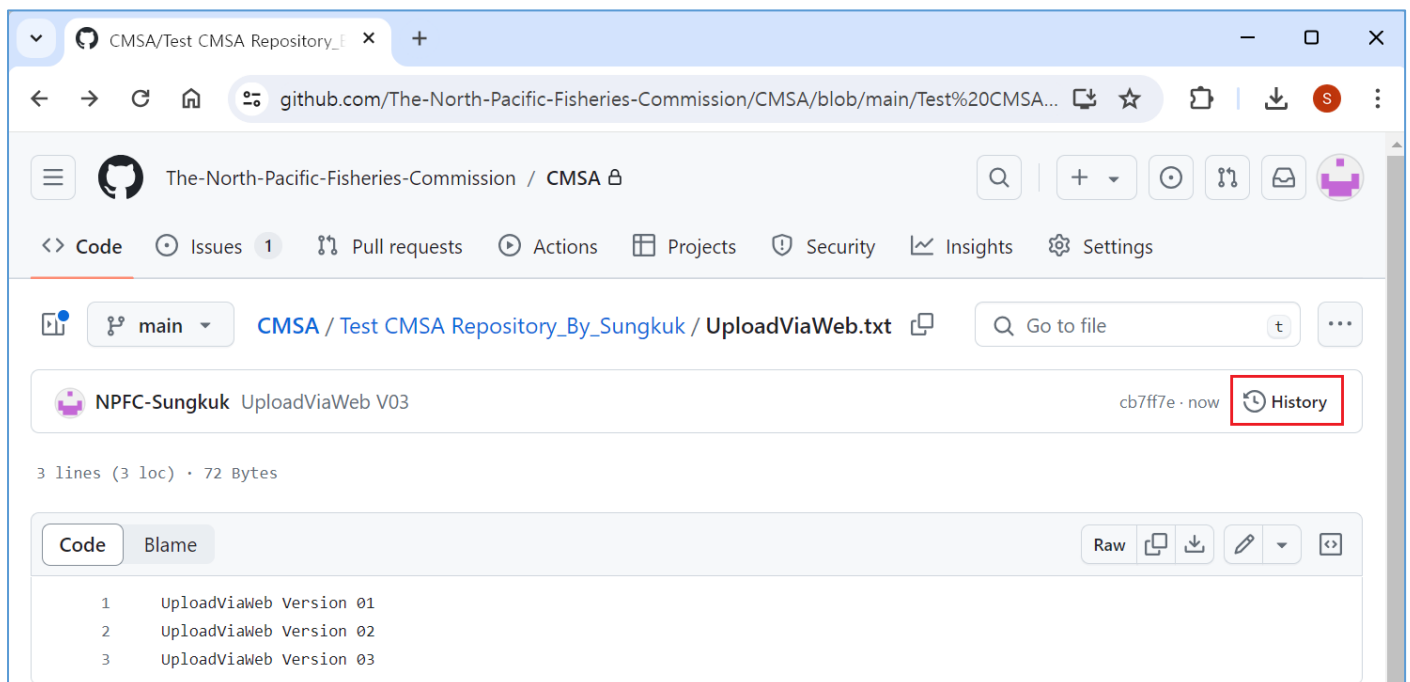 CMSA/Test CMSA Repository_
github.com/The-North-Pacific-Fisheries-Commission/CMSA/blob/main/Test%20CMSA... S
The-North-Pacific-Fisheries-Commission / CMSA
Code Issues 1 Pull requests Actions Projects Security Insights Settings
main CMSA / Test CMSA Repository_By_Sungkuk / UploadViaWeb.txt Go to file t
NPFC-Sungkuk UploadViaWeb V03 cb7ff7e · now History
3 lines (3 loc) · 72 Bytes
Code Blame Raw
1 UploadViaWeb Version 01
2 UploadViaWeb Version 02
3 UploadViaWeb Version 03